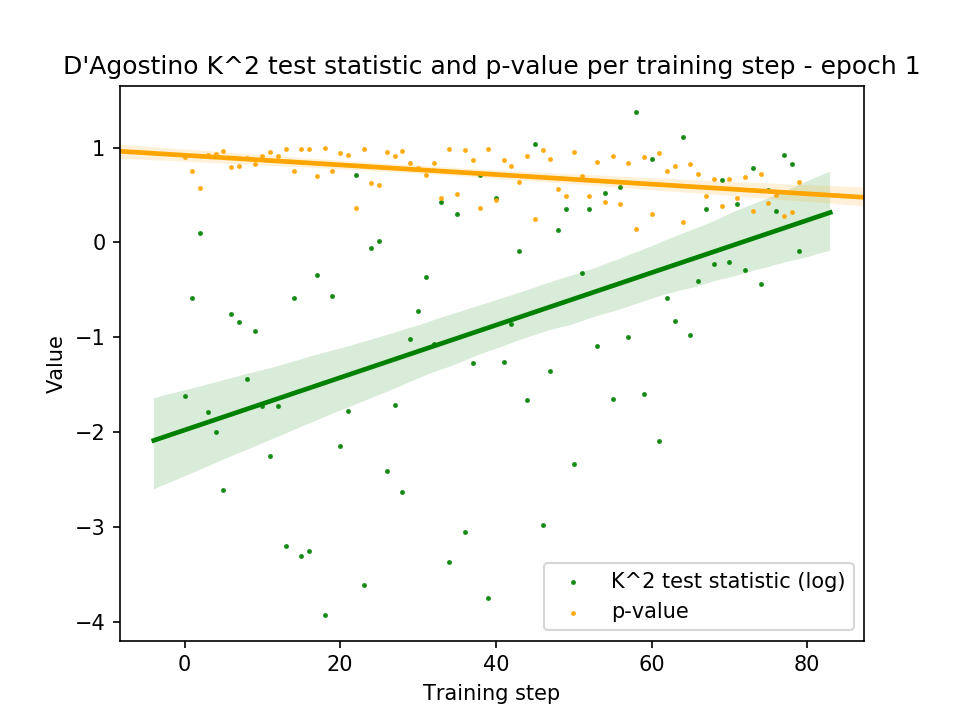 D'Agostino K^2 test statistic and p-value per training step - epoch 1
Value
1
0
−1
−2
−3
−4
0 20 40 60 80
Training step
K^2 test statistic (log)
p-value